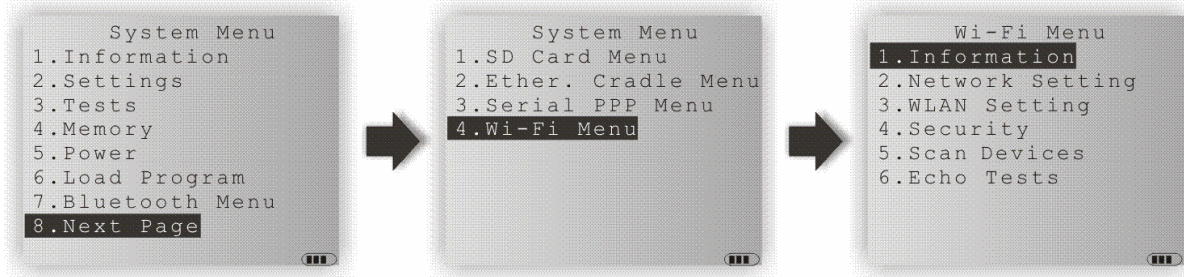 System Menu
1.Information
2.Settings
3.Tests
4.Memory
5.Power
6.Load Program
7.Bluetooth Menu
8.Next Page
System Menu
1.SD Card Menu
2.Ether. Cradle Menu
3.Serial PPP Menu
4.Wi-Fi Menu
Wi-Fi Menu
1.Information
2.Network Setting
3.WLAN Setting
4.Security
5.Scan Devices
6.Echo Tests